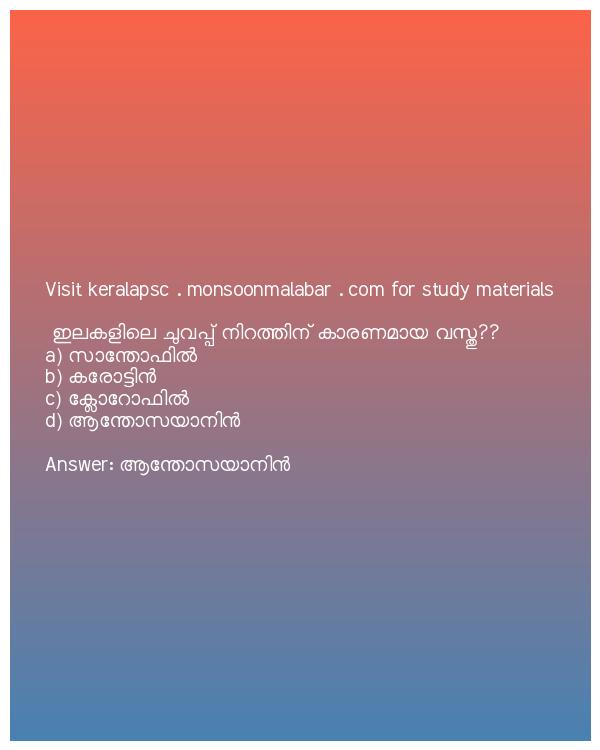 Visit keralapsc . monsoonmalabar . com for study materials
ഇലകളിലെ ചുവപ്പ് നിറത്തിന് കാരണമായ വസ്തു??
a) സാന്തോഫിൽ
b) കരോട്ടിൻ
c) ക്ലോറോഫിൽ
d) ആന്തോസയാനിൻ
Answer: ആന്തോസയാനിൻ